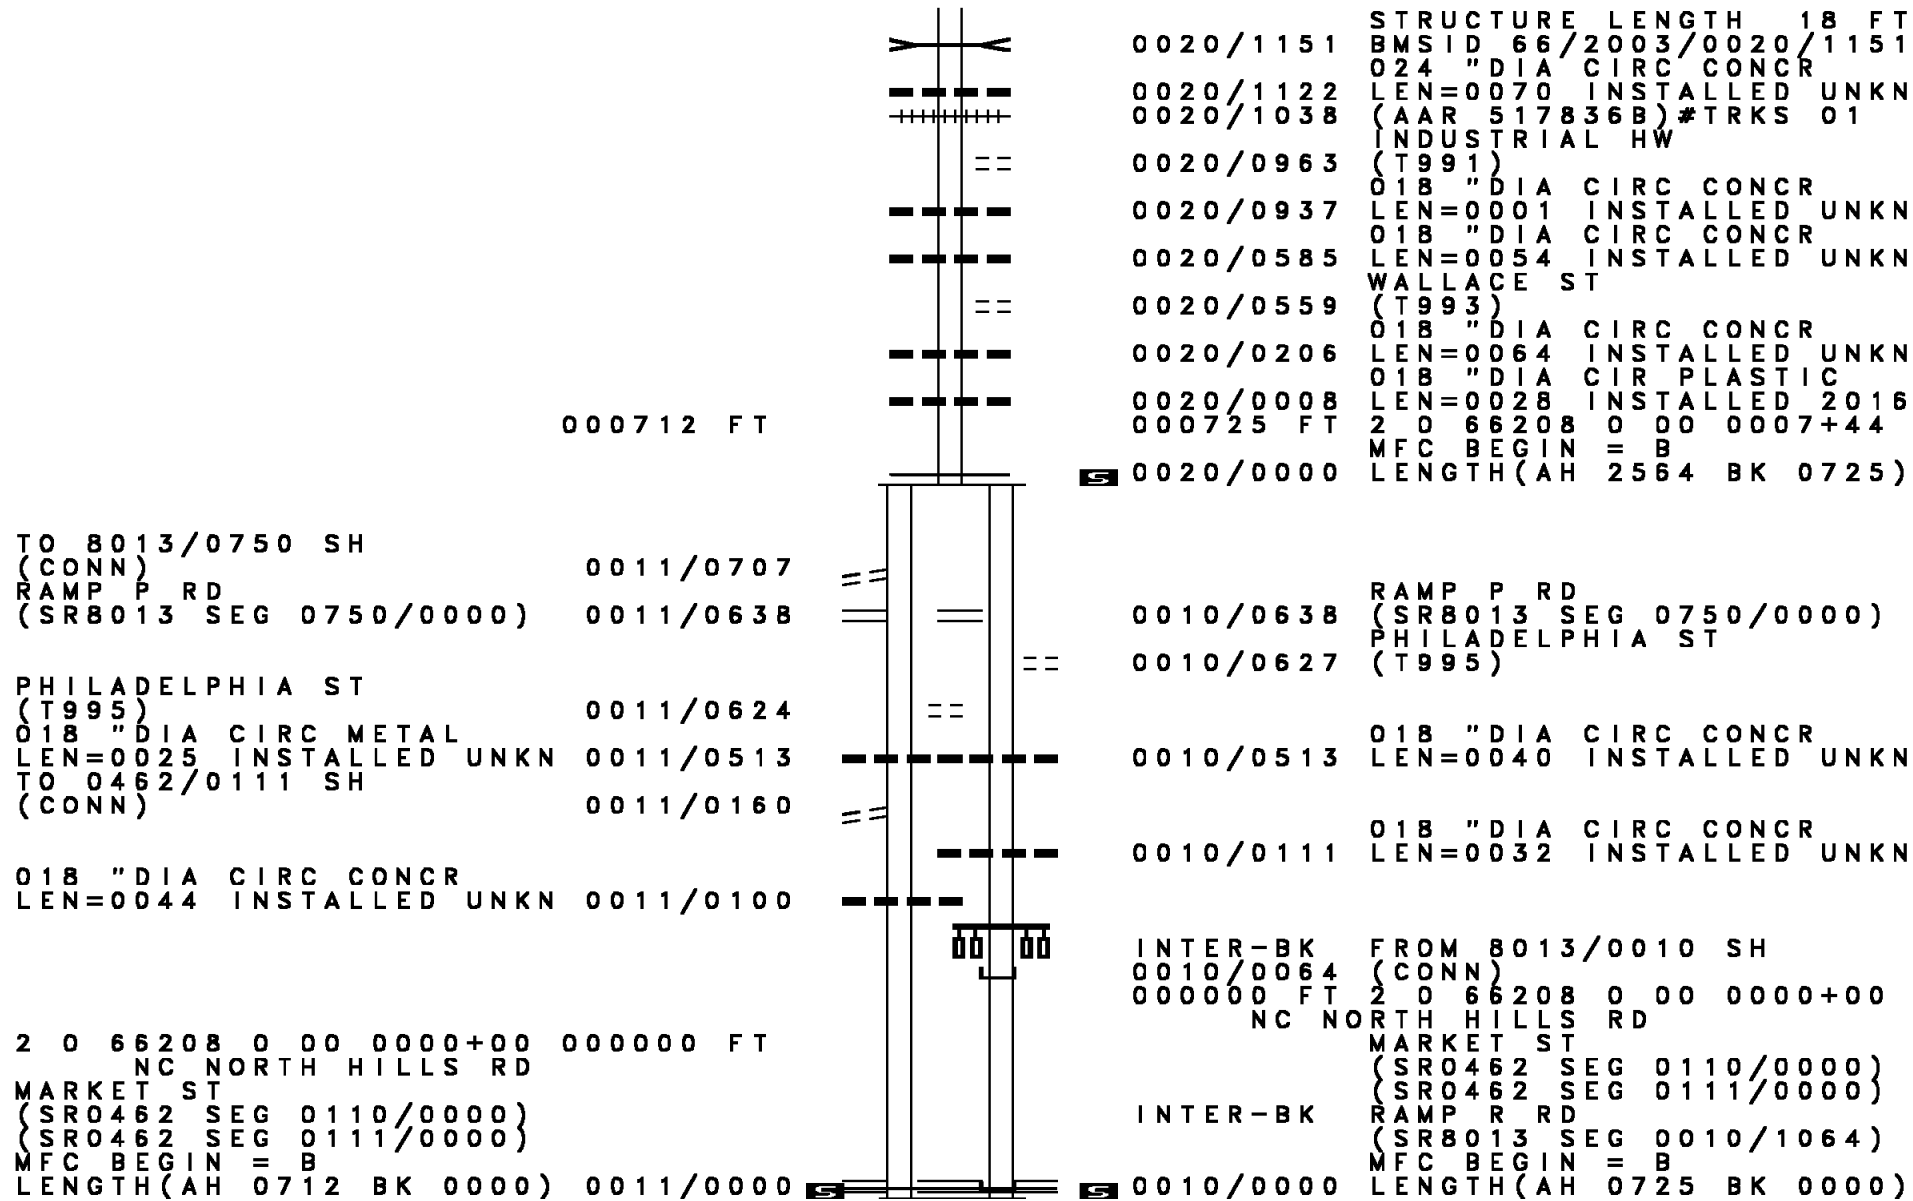 STRUCTURE LENGTH 18 FT
0020/1151 BMSID 66/2003/0020/1151
024 "DIA CIRC CONCR
0020/1122 LEN=0070 INSTALLED UNKN
0020/1038 (AAR 517836B)#TRKS 01
INDUSTRIAL HW
0020/0963 (T991)
018 "DIA CIRC CONCR
0020/0937 LEN=0001 INSTALLED UNKN
018 "DIA CIRC CONCR
0020/0585 LEN=0054 INSTALLED UNKN
WALLACE ST
0020/0559 (T993)
018 "DIA CIRC CONCR
0020/0206 LEN=0064 INSTALLED UNKN
018 "DIA CIR PLASTIC
0020/0008 LEN=0028 INSTALLED 2016
000712 FT 000725 FT 2 0 66208 0 00 0007+44
MFC BEGIN = B
S 0020/0000 LENGTH(AH 2564 BK 0725)
TO 8013/0750 SH
(CONN) 0011/0707
RAMP P RD RAMP P RD
(SR8013 SEG 0750/0000) 0011/0638 0010/0638 (SR8013 SEG 0750/0000)
PHILADELPHIA ST
0010/0627 (T995)
PHILADELPHIA ST
(T995) 0011/0624
018 "DIA CIRC METAL 018 "DIA CIRC CONCR
LEN=0025 INSTALLED UNKN 0011/0513 0010/0513 LEN=0040 INSTALLED UNKN
TO 0462/0111 SH
(CONN) 0011/0160
018 "DIA CIRC CONCR
0010/0111 LEN=0032 INSTALLED UNKN
018 "DIA CIRC CONCR
LEN=0044 INSTALLED UNKN 0011/0100
INTER-BK FROM 8013/0010 SH
0010/0064 (CONN)
000000 FT 2 0 66208 0 00 0000+00
NC NORTH HILLS RD
2 0 66208 0 00 0000+00 000000 FT MARKET ST
NC NORTH HILLS RD (SR0462 SEG 0110/0000)
MARKET ST (SR0462 SEG 0111/0000)
(SR0462 SEG 0110/0000) INTER-BK RAMP R RD
(SR0462 SEG 0111/0000) (SR8013 SEG 0010/1064)
MFC BEGIN = B MFC BEGIN = B
LENGTH(AH 0712 BK 0000) 0011/0000 S S 0010/0000 LENGTH(AH 0725 BK 0000)